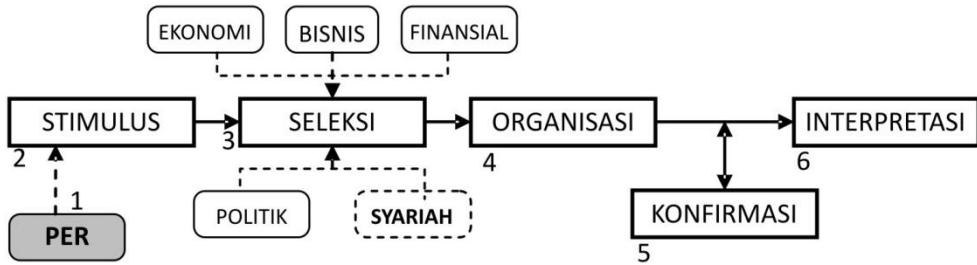 EKONOMI
BISNIS
FINANSIAL
STIMULUS
2
SELEKSI
3
ORGANISASI
4
INTERPRETASI
6
1
PER
POLITIK
SYARIAH
KONFIRMASI
5